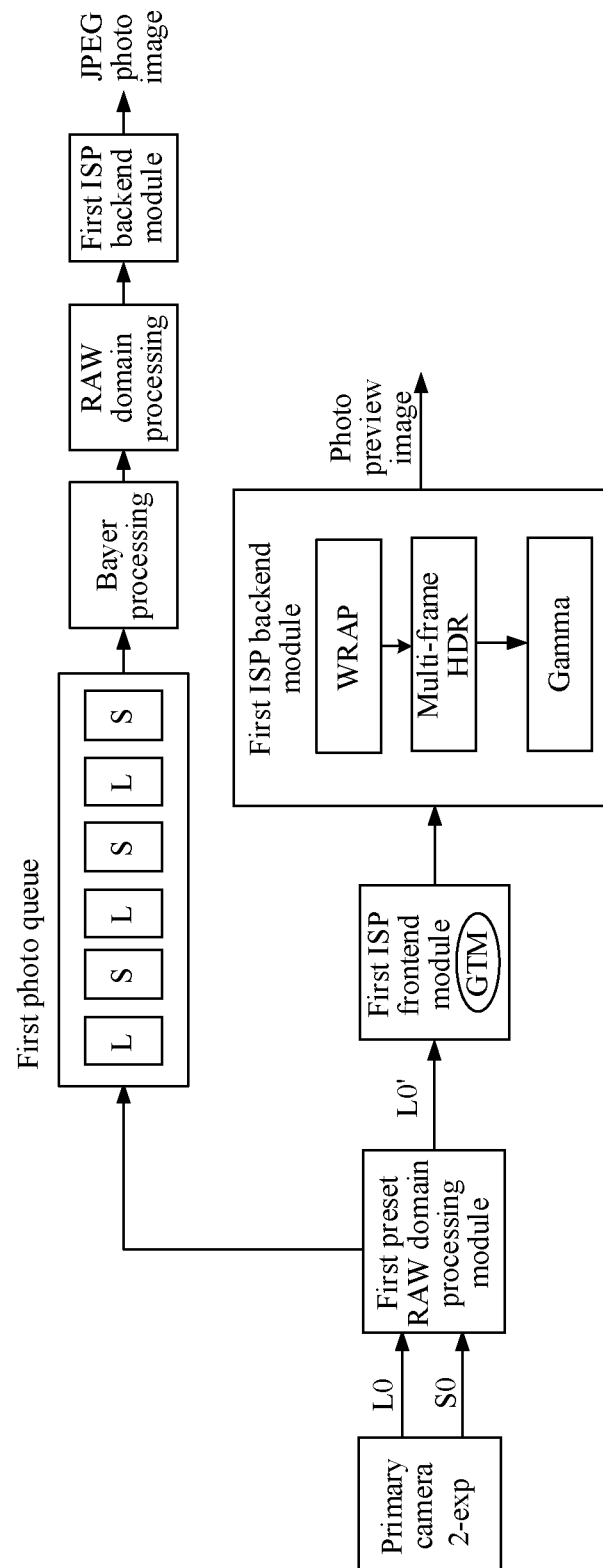 First photo queue
L
S
L
S
L
S
Bayer
processing
RAW
domain
processing
First ISP
backend
module
JPEG
photo
image
Primary
camera
2-exp
L0
S0
First preset
RAW domain
processing
module
L0'
First ISP
frontend
module
GTM
First ISP backend
module
WRAP
Multi-frame
HDR
Gamma
Photo
preview
image